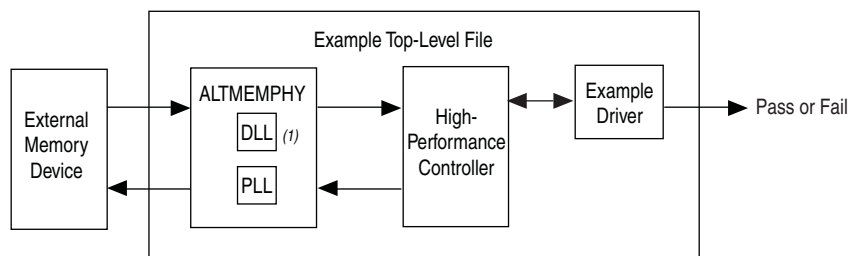 Example Top-Level File
External
Memory
Device
ALTMEMPHY
DLL (1)
PLL
High-
Performance
Controller
Example
Driver
Pass or Fail